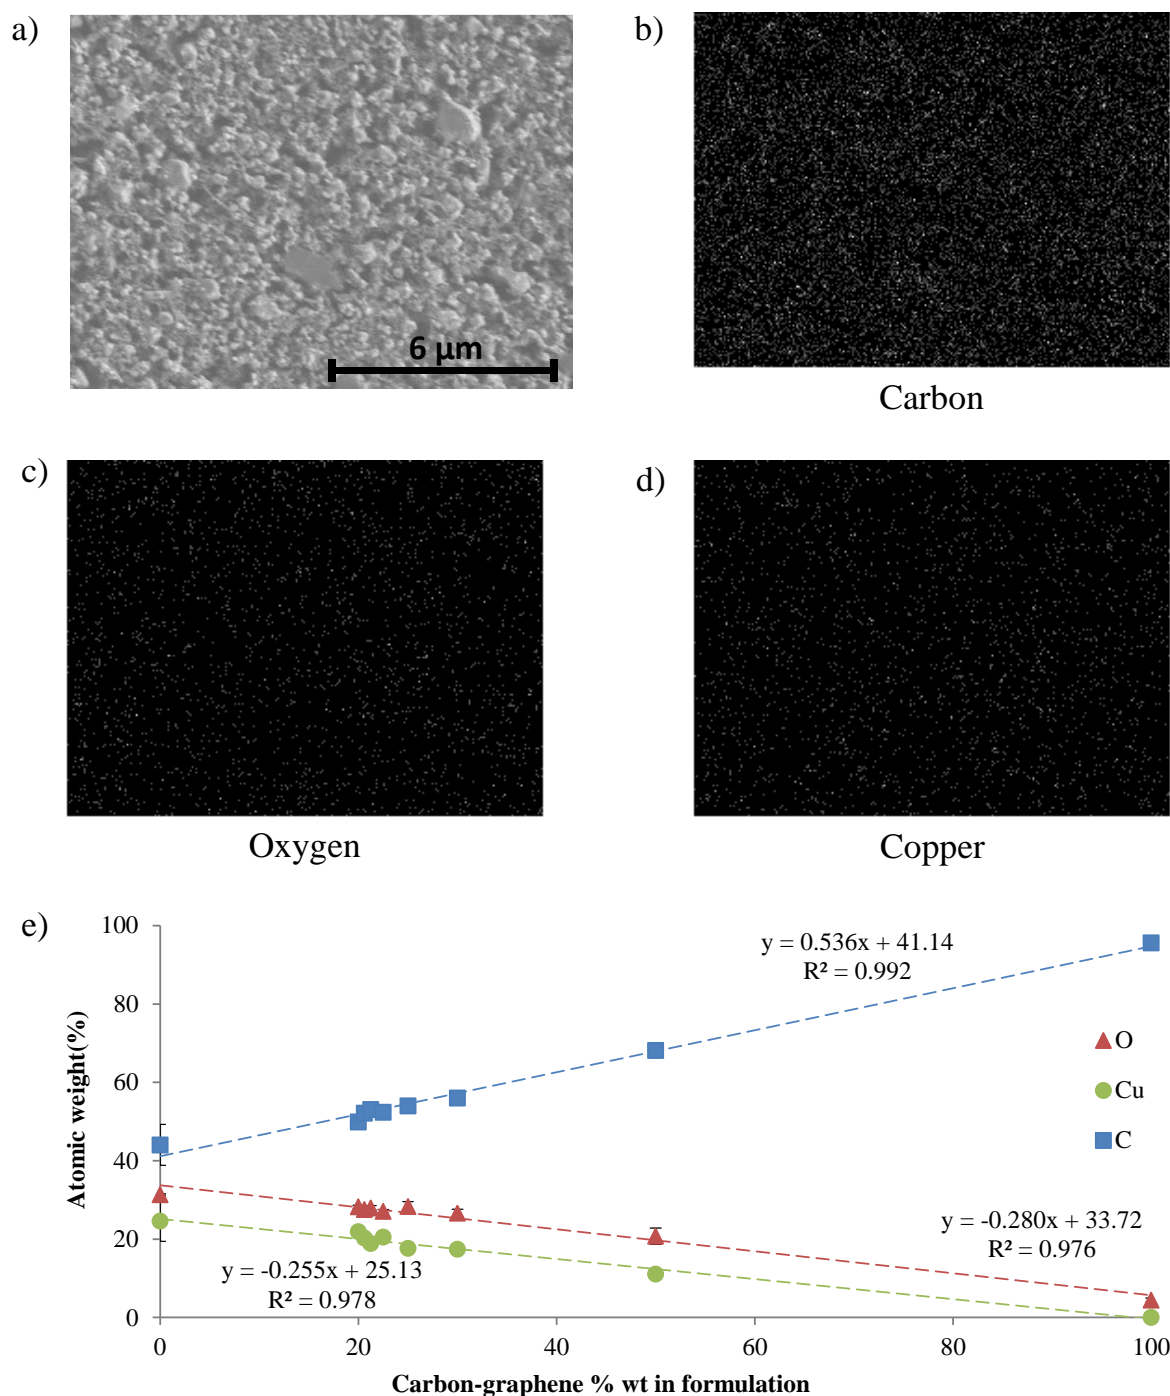 a)
b)
6 µm
Carbon
c)
d)
Oxygen
Copper
e)
100
80
60
40
20
0
Atomic weight(%)
y = 0.536x + 41.14
R² = 0.992
O
Cu
C
y = -0.280x + 33.72
R² = 0.976
y = -0.255x + 25.13
R² = 0.978
0
20
40
60
80
100
Carbon-graphene % wt in formulation